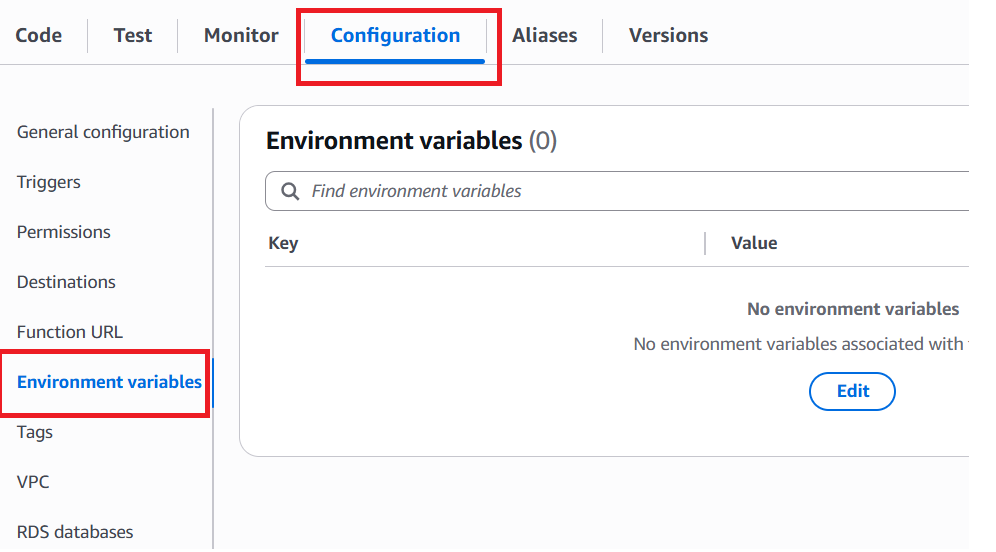 Code Test Monitor Configuration Aliases Versions
General configuration
Triggers
Permissions
Destinations
Function URL
Environment variables
Tags
VPC
RDS databases
Environment variables (0)
Find environment variables
Key Value
No environment variables
No environment variables associated with
Edit